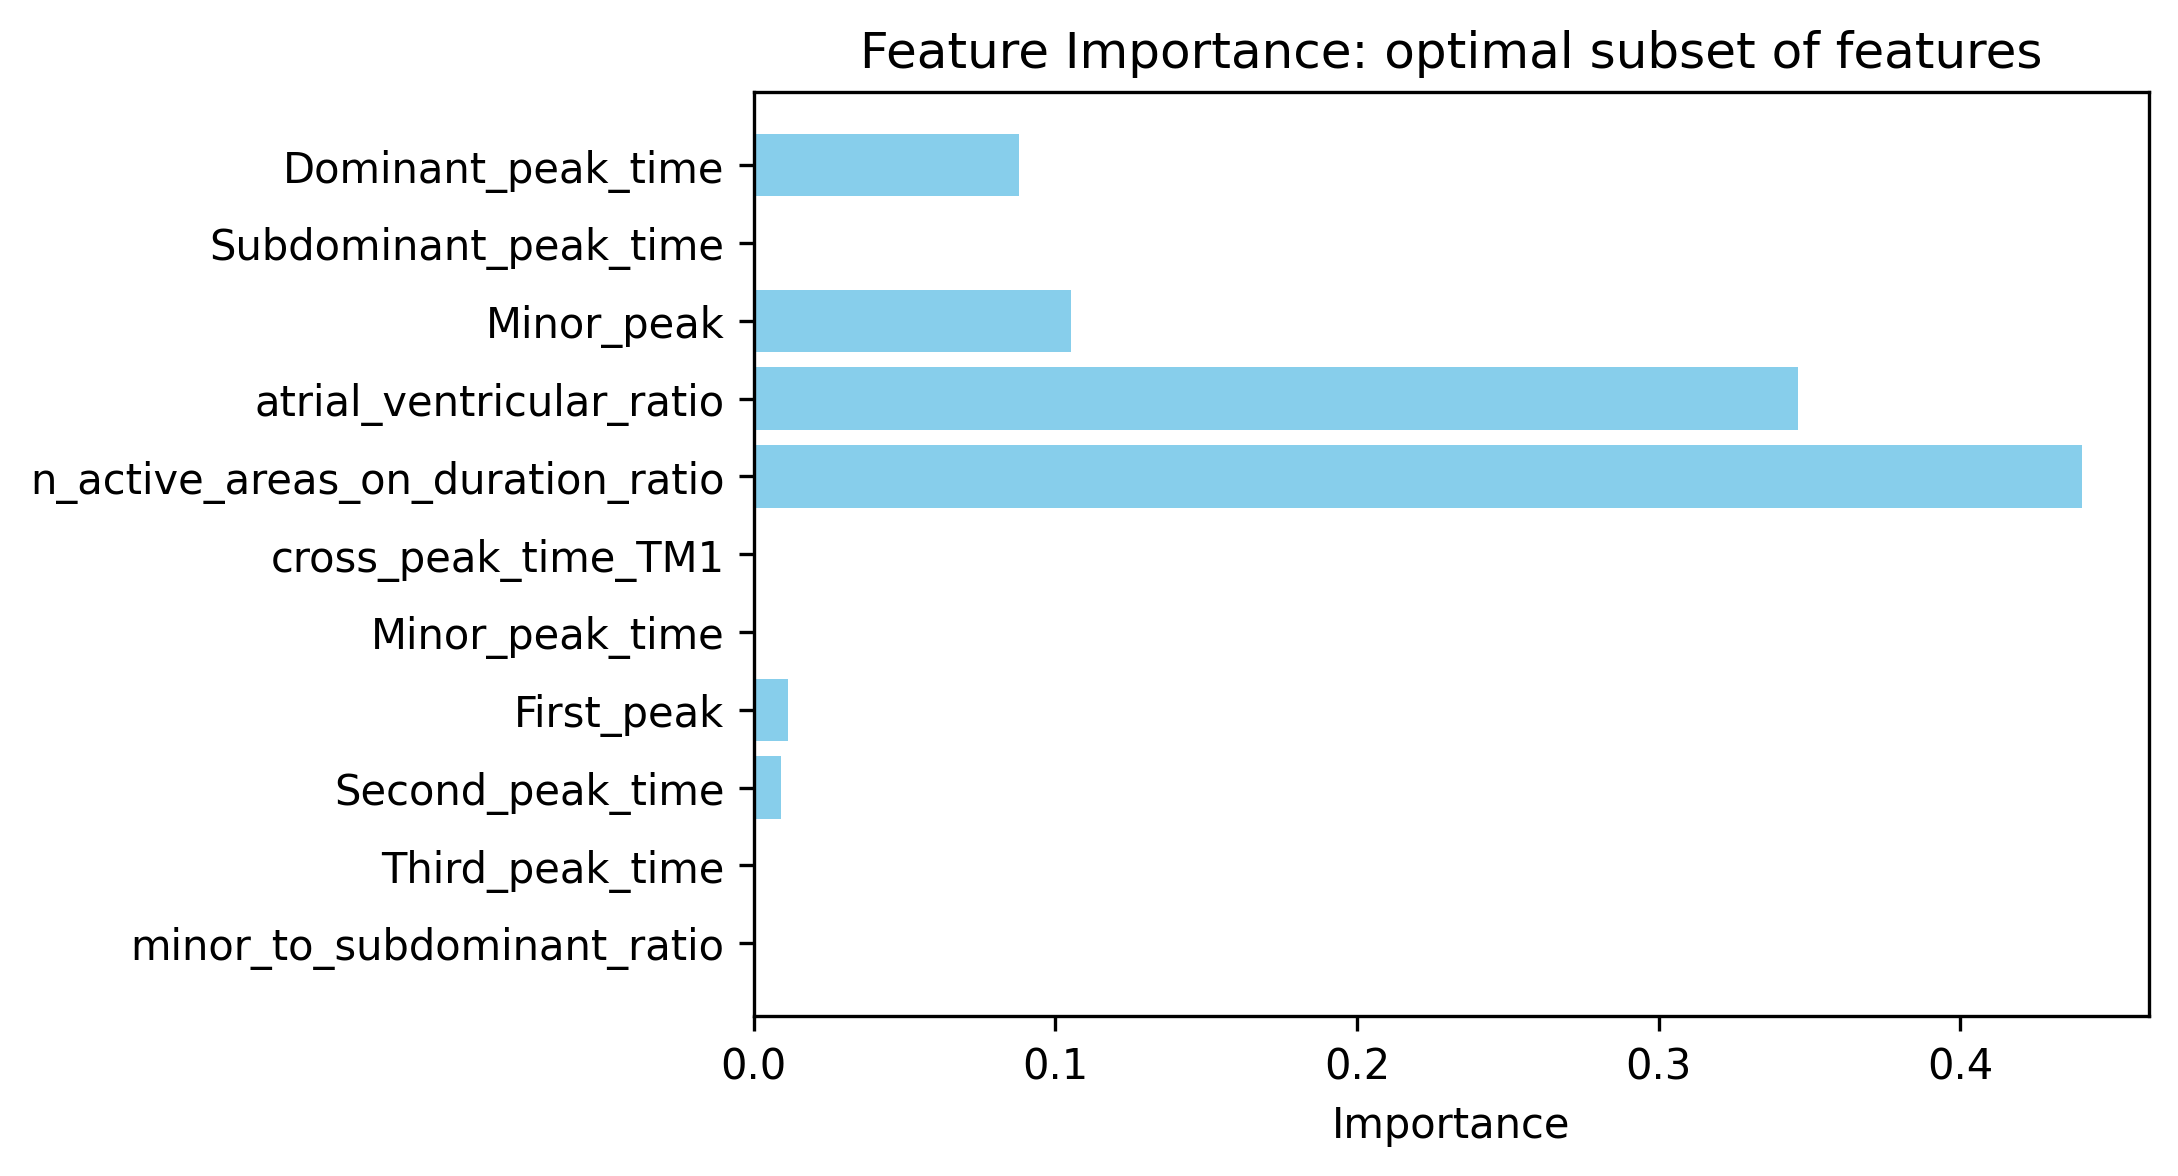 Feature Importance: optimal subset of features
Dominant_peak_time
Subdominant_peak_time
Minor_peak
atrial_ventricular_ratio
n_active_areas_on_duration_ratio
cross_peak_time_TM1
Minor_peak_time
First_peak
Second_peak_time
Third_peak_time
minor_to_subdominant_ratio
0.0 0.1 0.2 0.3 0.4
Importance